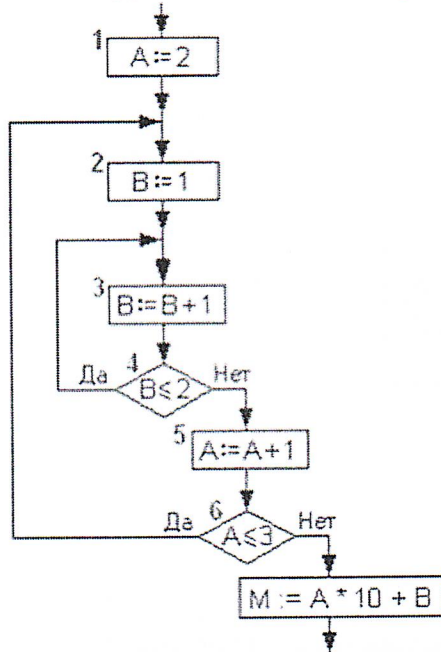 1
A:=2
2
B:=1
3
B:=B+1
4
Да
B≤2
Нет
5
A:=A+1
6
Да
A≤3
Нет
M := A * 10 + B